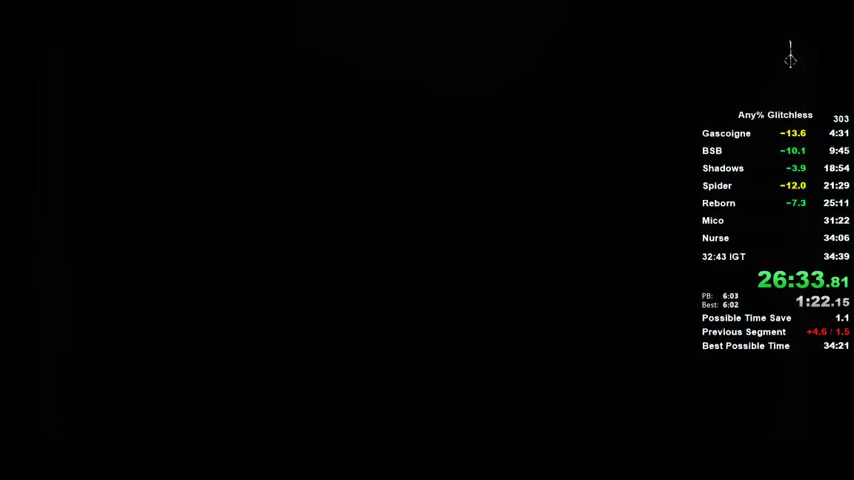 Any% Glitchless 303
Gascoigne −13.6 4:31
BSB −10.1 9:45
Shadows −3.9 18:54
Spider −12.0 21:29
Reborn −7.3 25:11
Mico 31:22
Nurse 34:06
32:43 IGT 34:39
26:33.81
PB: 6:03
Best: 6:02
1:22.15
Possible Time Save 1.1
Previous Segment +4.6 / 1.5
Best Possible Time 34:21